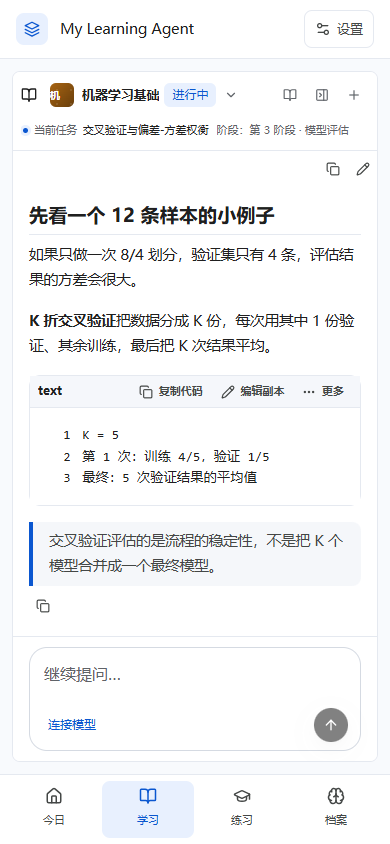 My Learning Agent
设置
机
机器学习基础
进行中
当前任务 交叉验证与偏差-方差权衡 阶段：第 3 阶段 · 模型评估
先看一个 12 条样本的小例子
如果只做一次 8/4 划分，验证集只有 4 条，评估结
果的方差会很大。
K 折交叉验证把数据分成 K 份，每次用其中 1 份验
证、其余训练，最后把 K 次结果平均。
text
复制代码
编辑副本
更多
1 K = 5
2 第 1 次：训练 4/5，验证 1/5
3 最终：5 次验证结果的平均值
交叉验证评估的是流程的稳定性，不是把 K 个
模型合并成一个最终模型。
继续提问…
连接模型
今日
学习
练习
档案